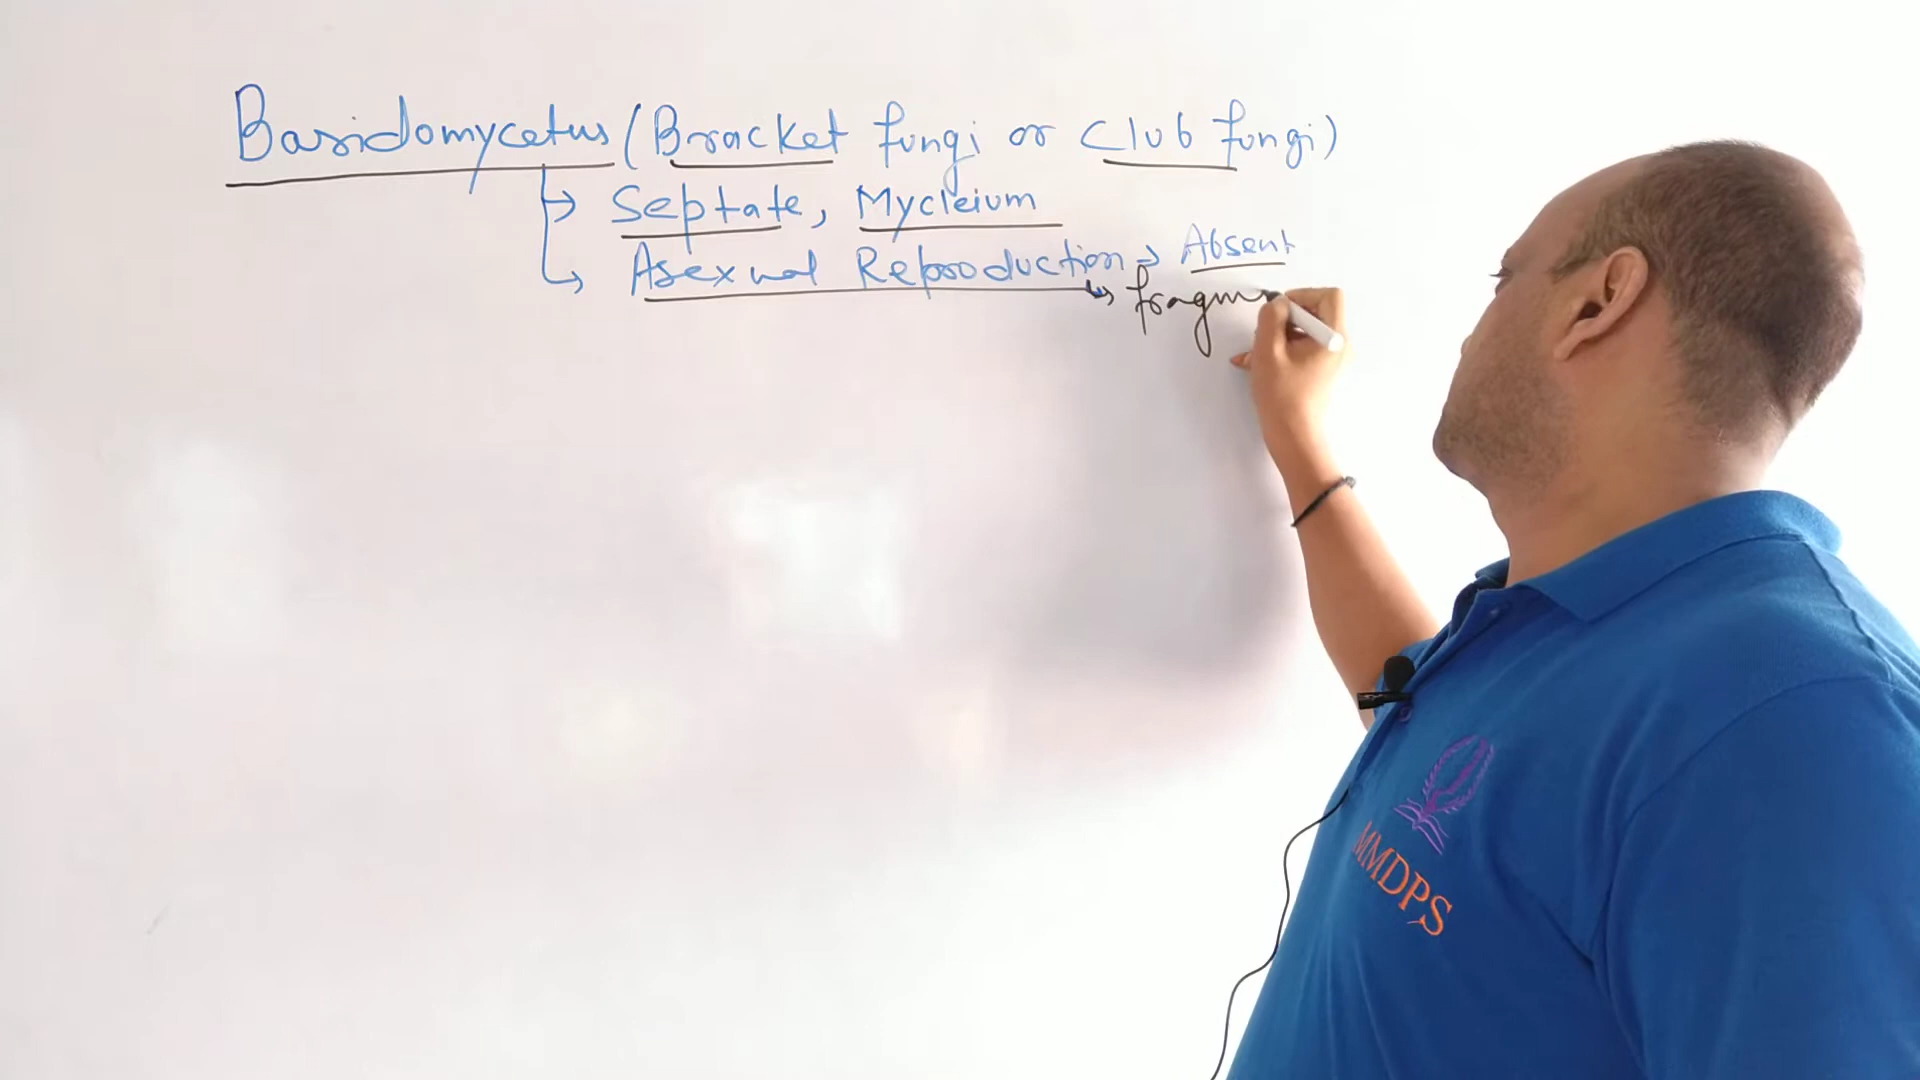 Basidomycetus (Bracket fungi or Club fungi)
→ Septate, Mycleium
→ Asexual Reproduction → Absent
↳ fragm
MMDPS